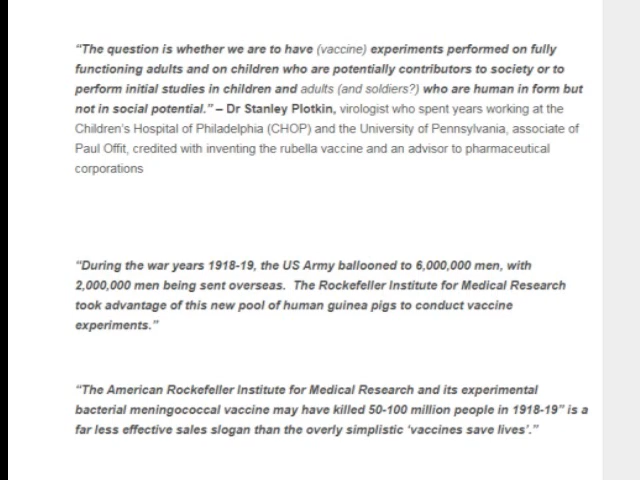 “The question is whether we are to have (vaccine) experiments performed on fully
functioning adults and on children who are potentially contributors to society or to
perform initial studies in children and adults (and soldiers?) who are human in form but
not in social potential.” – Dr Stanley Plotkin, virologist who spent years working at the
Children’s Hospital of Philadelphia (CHOP) and the University of Pennsylvania, associate of
Paul Offit, credited with inventing the rubella vaccine and an advisor to pharmaceutical
corporations
“During the war years 1918-19, the US Army ballooned to 6,000,000 men, with
2,000,000 men being sent overseas.  The Rockefeller Institute for Medical Research
took advantage of this new pool of human guinea pigs to conduct vaccine
experiments.”
“The American Rockefeller Institute for Medical Research and its experimental
bacterial meningococcal vaccine may have killed 50-100 million people in 1918-19” is a
far less effective sales slogan than the overly simplistic ‘vaccines save lives’.”